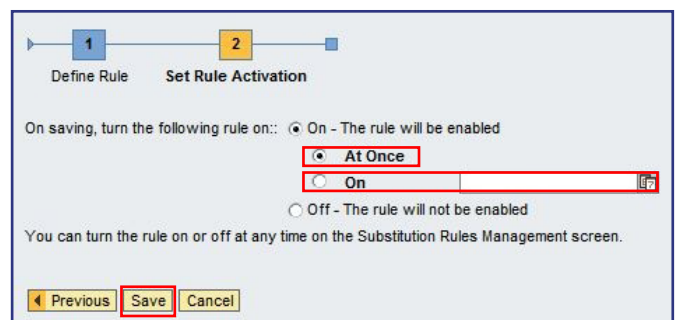 1 2
Define Rule Set Rule Activation
On saving, turn the following rule on:: On - The rule will be enabled
At Once
On
Off - The rule will not be enabled
You can turn the rule on or off at any time on the Substitution Rules Management screen.
Previous Save Cancel